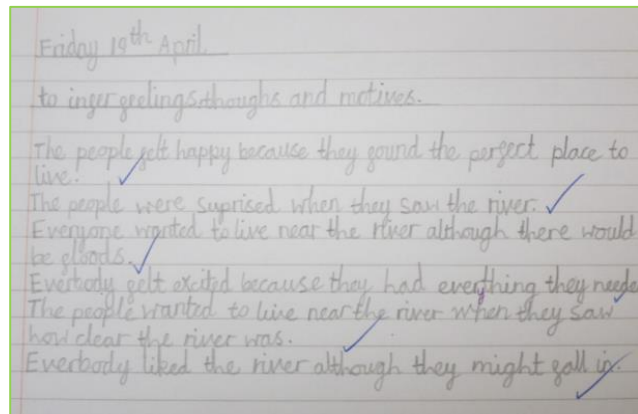 Friday 19th April
to infer feelings, thoughs and motives.
The people felt happy because they found the perfect place to
live.
The people were suprised when they saw the river.
Everyone wanted to live near the river although there would
be floods.
Everbody felt excited because they had everything they neede
The people wanted to live near the river when they saw
how clear the river was.
Everbody liked the river although they might fall in.